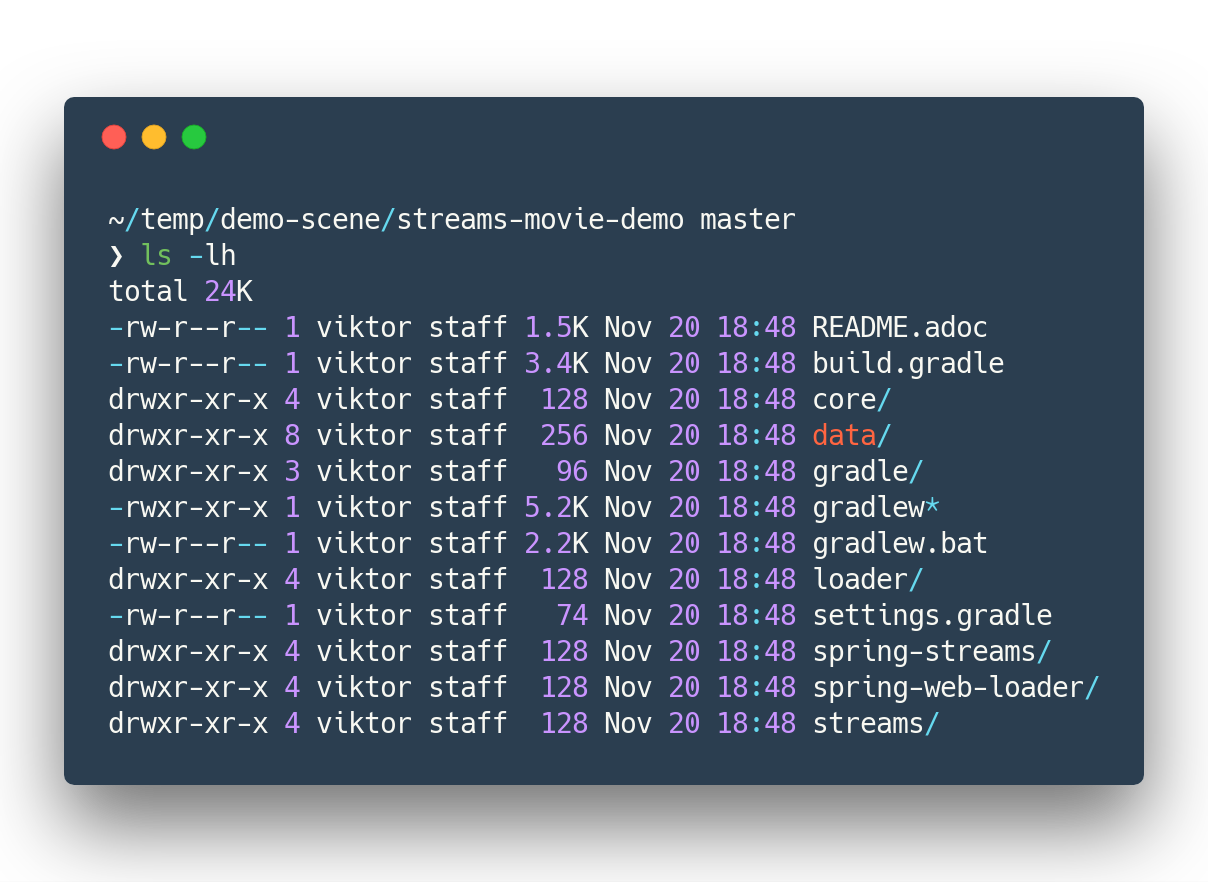 ~/temp/demo-scene/streams-movie-demo master
❯ ls -lh
total 24K
-rw-r--r-- 1 viktor staff 1.5K Nov 20 18:48 README.adoc
-rw-r--r-- 1 viktor staff 3.4K Nov 20 18:48 build.gradle
drwxr-xr-x 4 viktor staff  128 Nov 20 18:48 core/
drwxr-xr-x 8 viktor staff  256 Nov 20 18:48 data/
drwxr-xr-x 3 viktor staff   96 Nov 20 18:48 gradle/
-rwxr-xr-x 1 viktor staff 5.2K Nov 20 18:48 gradlew*
-rw-r--r-- 1 viktor staff 2.2K Nov 20 18:48 gradlew.bat
drwxr-xr-x 4 viktor staff  128 Nov 20 18:48 loader/
-rw-r--r-- 1 viktor staff   74 Nov 20 18:48 settings.gradle
drwxr-xr-x 4 viktor staff  128 Nov 20 18:48 spring-streams/
drwxr-xr-x 4 viktor staff  128 Nov 20 18:48 spring-web-loader/
drwxr-xr-x 4 viktor staff  128 Nov 20 18:48 streams/